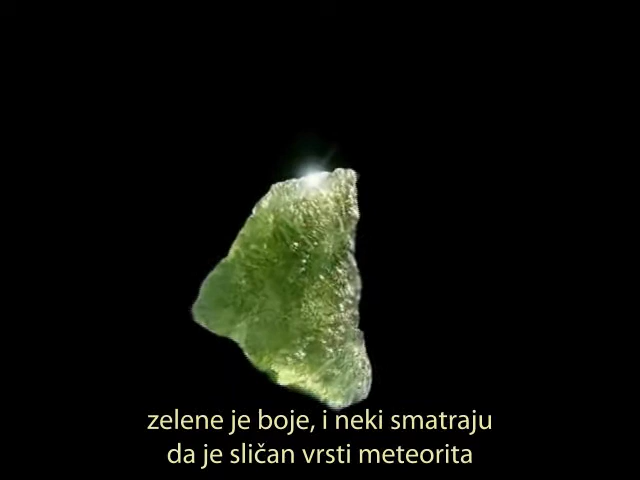 zelene je boje, i neki smatraju
da je sličan vrsti meteorita